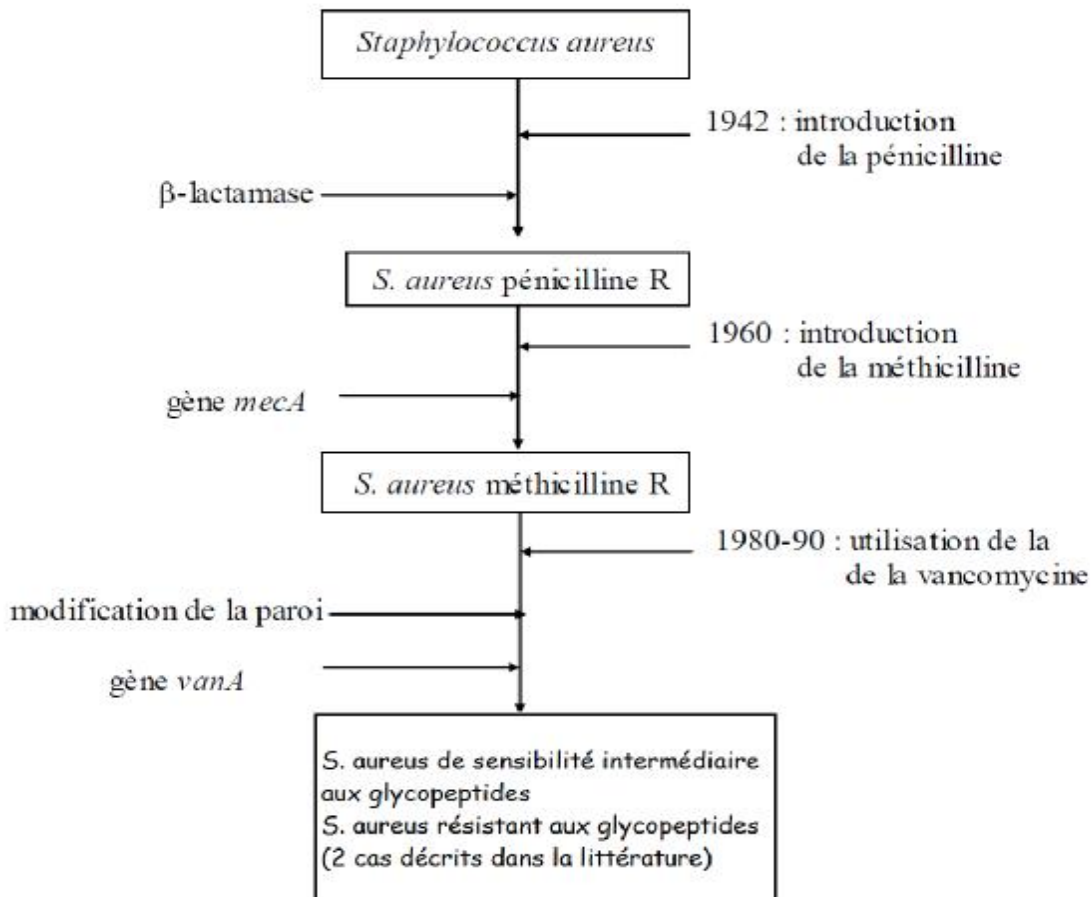 Staphylococcus aureus
1942 : introduction
de la pénicilline
β-lactamase
S. aureus pénicilline R
1960 : introduction
de la méthicilline
gène mecA
S. aureus méthicilline R
1980-90 : utilisation de la
de la vancomycine
modification de la paroi
gène vanA
S. aureus de sensibilité intermédiaire
aux glycopeptides
S. aureus résistant aux glycopeptides
(2 cas décrits dans la littérature)